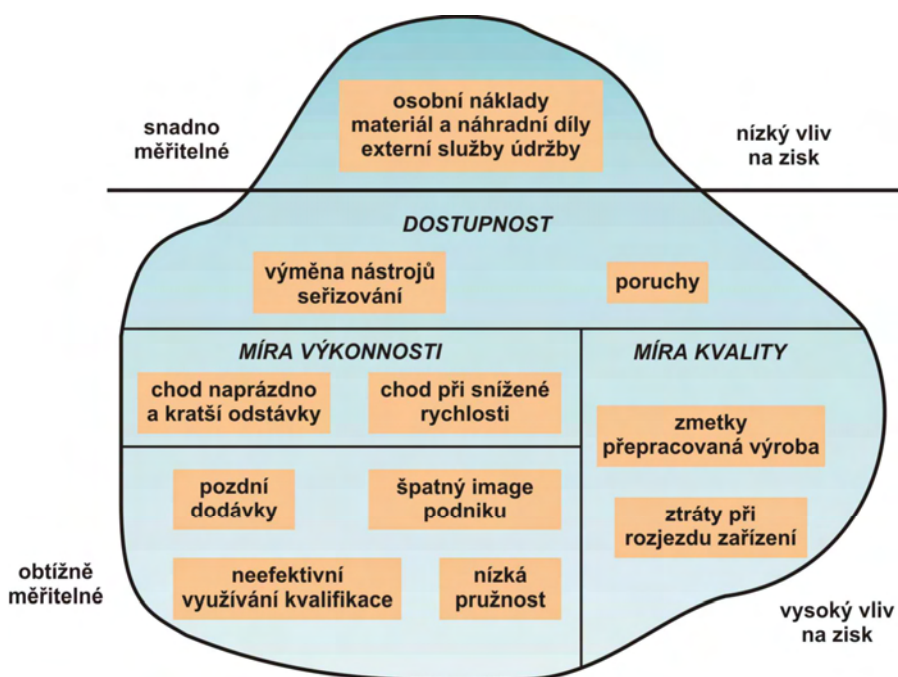 osobní náklady
materiál a náhradní díly
externí služby údržby
snadno
měřitelné
nízký vliv
na zisk
DOSTUPNOST
výměna nástrojů
seřizování
poruchy
MÍRA VÝKONNOSTI
MÍRA KVALITY
chod naprázdno
a kratší odstávky
chod při snížené
rychlosti
zmetky
přepracovaná výroba
pozdní
dodávky
špatný image
podniku
ztráty při
rozjezdu zařízení
neefektivní
využívání kvalifikace
nízká
pružnost
obtížně
měřitelné
vysoký vliv
na zisk